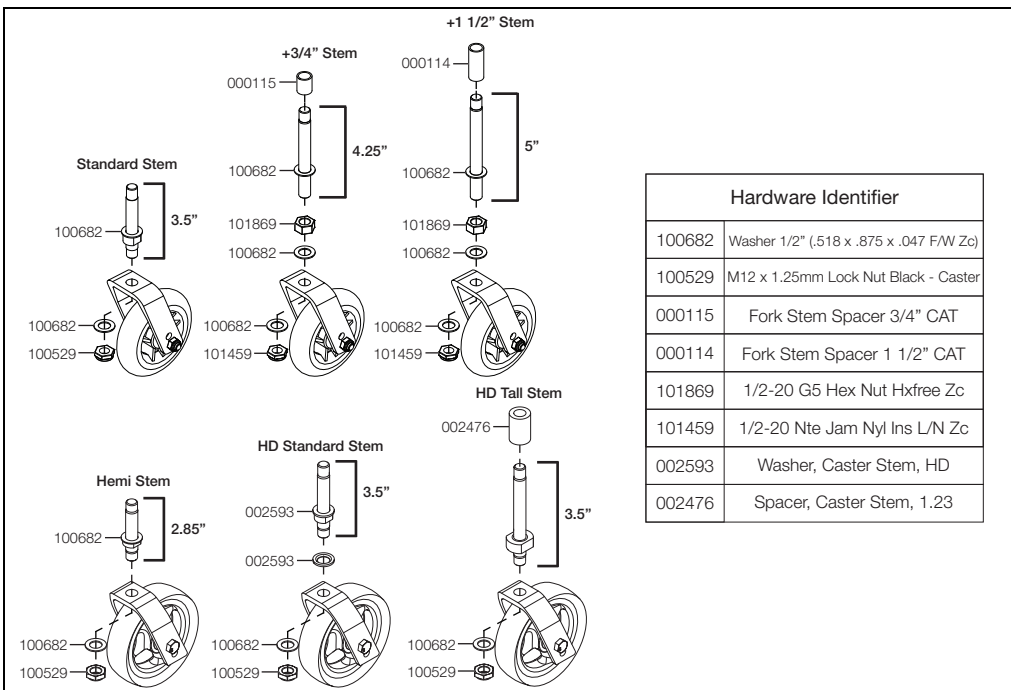 +1 1/2” Stem
000114
100682
5”
101869
100682
100682
101459
+3/4” Stem
000115
100682
4.25”
101869
100682
100682
101459
Standard Stem
100682
3.5”
100682
100529
Hemi Stem
100682
2.85”
100682
100529
HD Standard Stem
002593
3.5”
002593
100682
100529
HD Tall Stem
002476
3.5”
100682
100529
Hardware Identifier
100682 Washer 1/2” (.518 x .875 x .047 F/W Zc)
100529 M12 x 1.25mm Lock Nut Black - Caster
000115 Fork Stem Spacer 3/4” CAT
000114 Fork Stem Spacer 1 1/2” CAT
101869 1/2-20 G5 Hex Nut Hxfree Zc
101459 1/2-20 Nte Jam Nyl Ins L/N Zc
002593 Washer, Caster Stem, HD
002476 Spacer, Caster Stem, 1.23